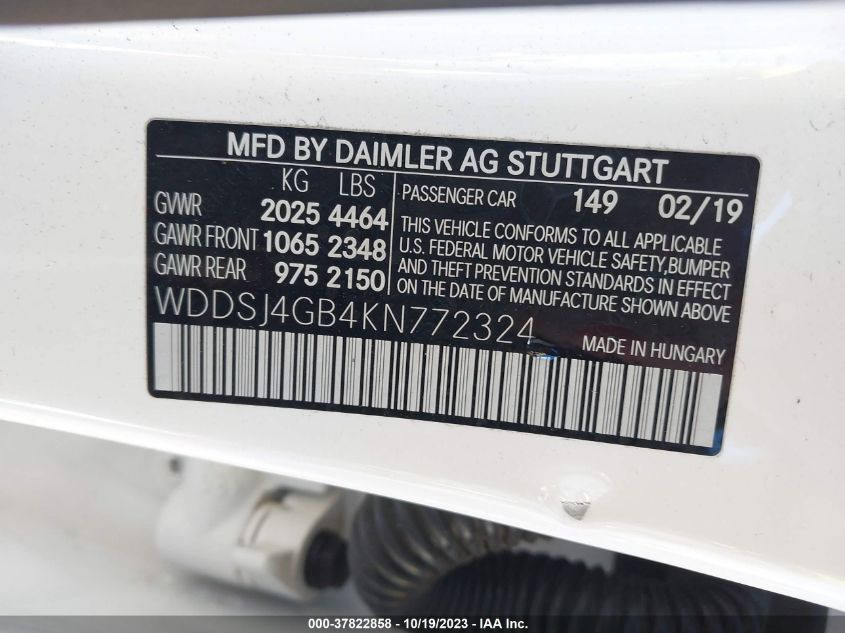 MFD BY DAIMLER AG STUTTGART
KG LBS
GVWR 2025 4464
GAWR FRONT 1065 2348
GAWR REAR 975 2150
PASSENGER CAR 149 02/19
THIS VEHICLE CONFORMS TO ALL APPLICABLE
U.S. FEDERAL MOTOR VEHICLE SAFETY, BUMPER
AND THEFT PREVENTION STANDARDS IN EFFECT
ON THE DATE OF MANUFACTURE SHOWN ABOVE
WDDSJ4GB4KN772324
MADE IN HUNGARY
000-37822858 - 10/19/2023 - IAA Inc.